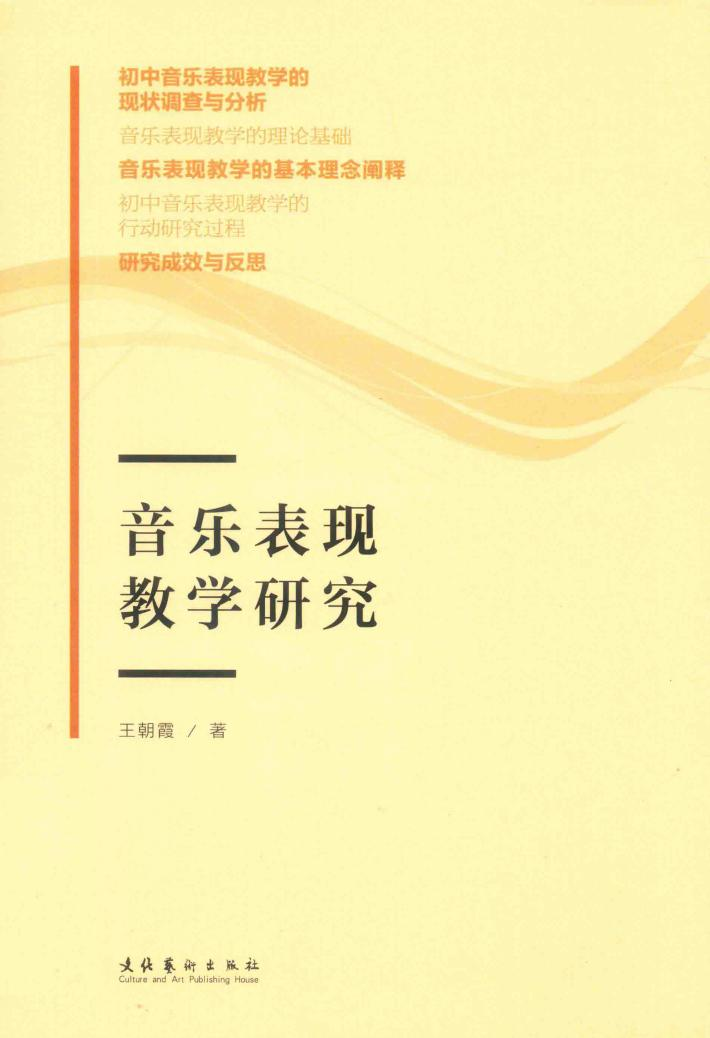 初中音乐表现教学的
现状调查与分析
音乐表现教学的理论基础
音乐表现教学的基本理念阐释
初中音乐表现教学的
行动研究过程
研究成效与反思
音乐表现
教学研究
王朝霞 / 著
文化藝術出版社
Culture and Art Publishing House